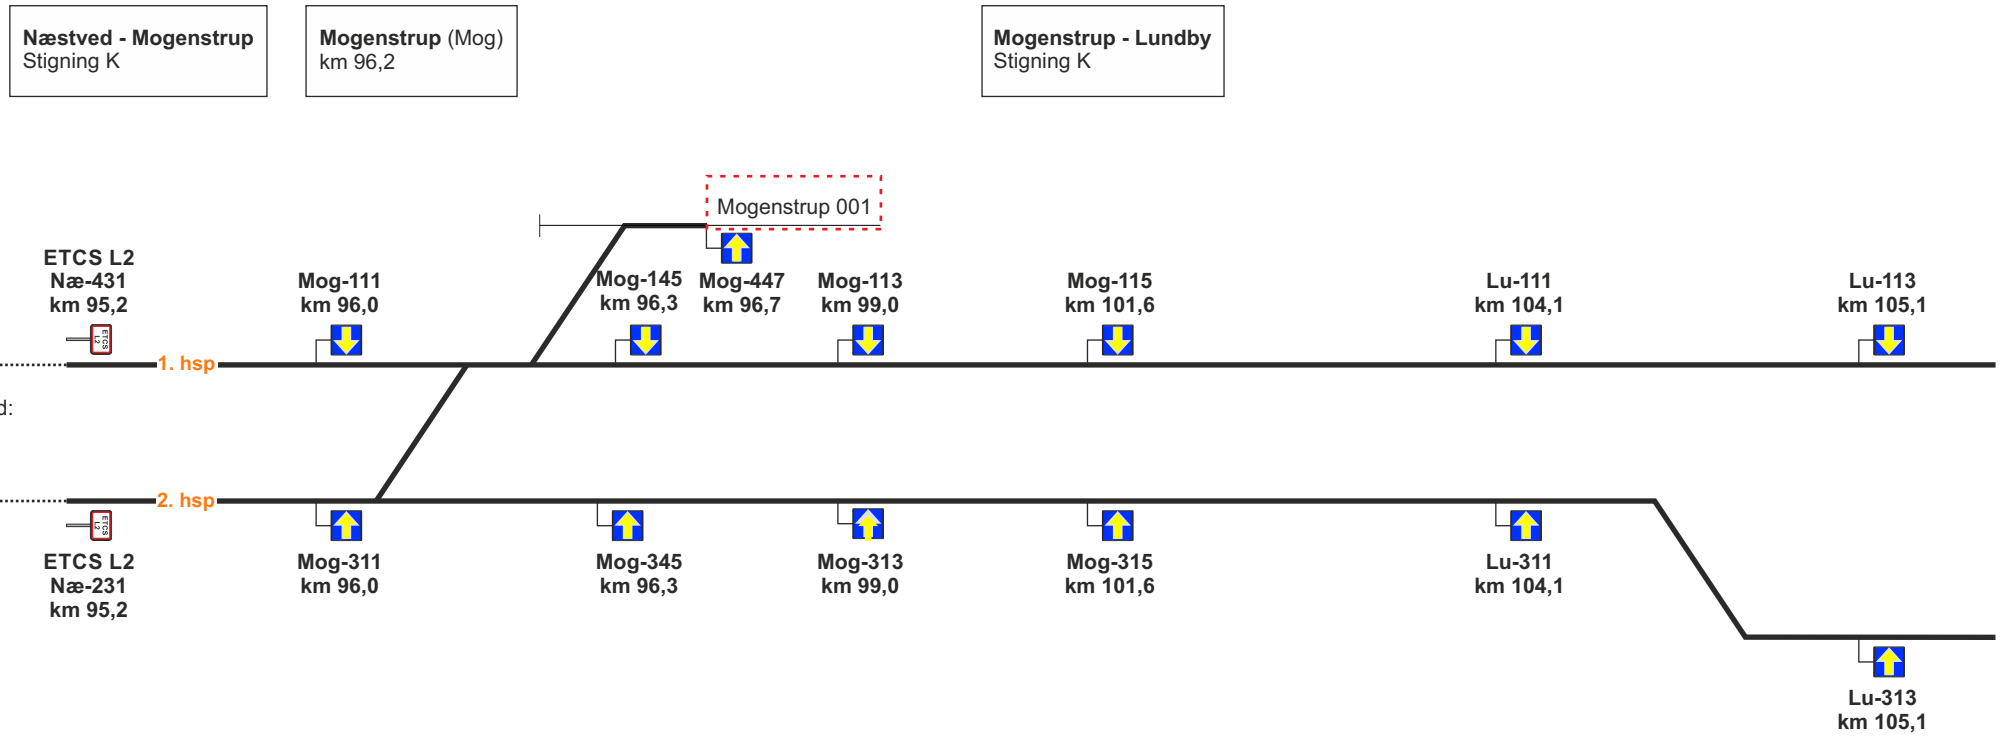 Næstved - Mogenstrup
Stigning K
Mogenstrup (Mog)
km 96,2
Mogenstrup - Lundby
Stigning K
Mogenstrup 001
ETCS L2
Næ-431
km 95,2
Mog-111
km 96,0
Mog-145
km 96,3
Mog-447
km 96,7
Mog-113
km 99,0
Mog-115
km 101,6
Lu-111
km 104,1
Lu-113
km 105,1
ETCS
L2
1. hsp
d:
2. hsp
ETCS
L2
ETCS L2
Næ-231
km 95,2
Mog-311
km 96,0
Mog-345
km 96,3
Mog-313
km 99,0
Mog-315
km 101,6
Lu-311
km 104,1
Lu-313
km 105,1